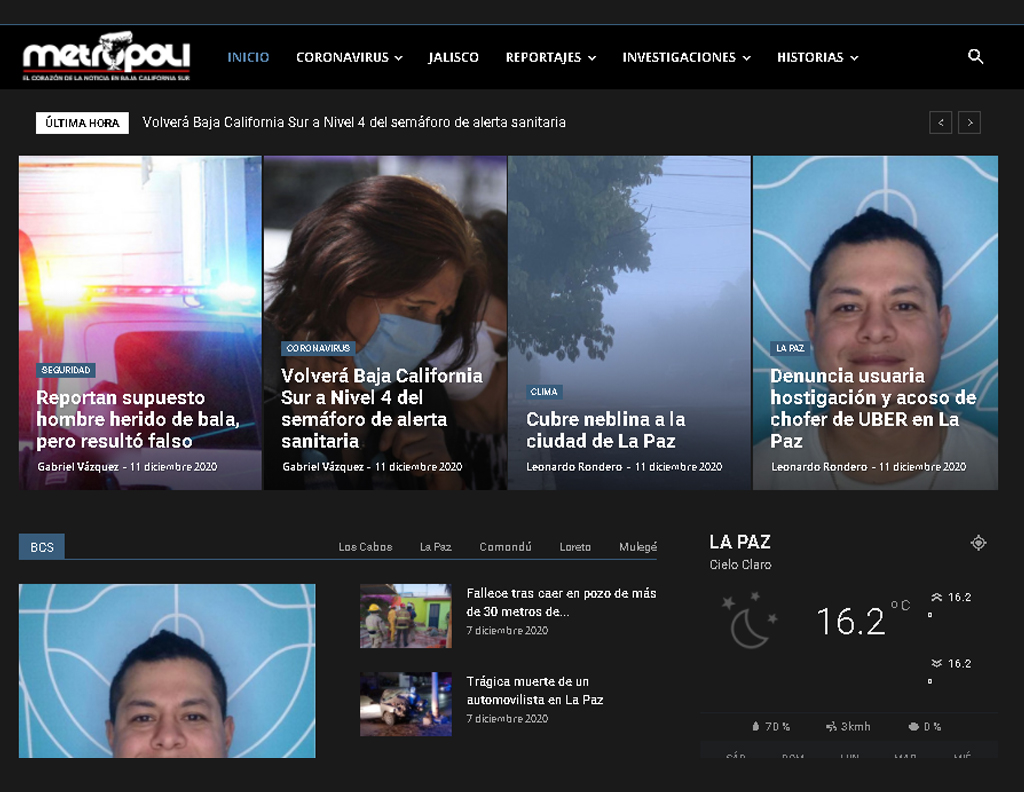 metrópoli
EL CORAZÓN DE LA NOTICIA EN BAJA CALIFORNIA SUR
INICIO
CORONAVIRUS
JALISCO
REPORTAJES
INVESTIGACIONES
HISTORIAS
ÚLTIMA HORA
Volverá Baja California Sur a Nivel 4 del semáforo de alerta sanitaria
SEGURIDAD
Reportan supuesto
hombre herido de bala,
pero resultó falso
Gabriel Vázquez - 11 diciembre 2020
CORONAVIRUS
Volverá Baja California
Sur a Nivel 4 del
semáforo de alerta
sanitaria
Gabriel Vázquez - 11 diciembre 2020
CLIMA
Cubre neblina a la
ciudad de La Paz
Leonardo Rondero - 11 diciembre 2020
LA PAZ
Denuncia usuaria
hostigación y acoso de
chofer de UBER en La
Paz
Leonardo Rondero - 11 diciembre 2020
BCS
Los Cabos
La Paz
Comondú
Loreto
Mulegé
Fallece tras caer en pozo de más
de 30 metros de...
7 diciembre 2020
Trágica muerte de un
automovilista en La Paz
7 diciembre 2020
LA PAZ
Cielo Claro
16.2 °C
16.2
16.2
70 %
3kmh
0 %
SÁB
DOM
LUN
MAR
MIÉ